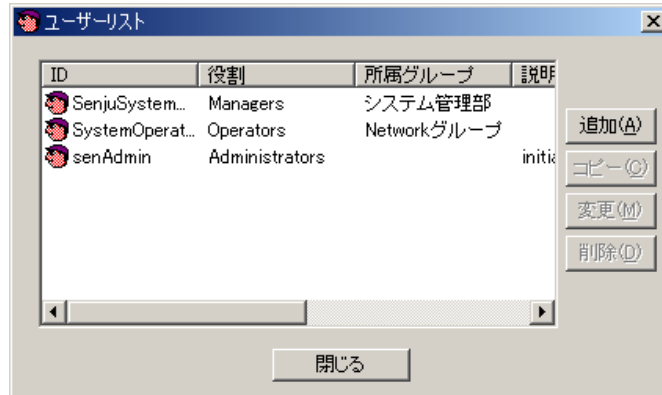 ユーザーリスト
ID 役割 所属グループ 説明
SenjuSystem... Managers システム管理部
SystemOperat... Operators Networkグループ
senAdmin Administrators initia
追加(A)
コピー(C)
変更(M)
削除(D)
閉じる